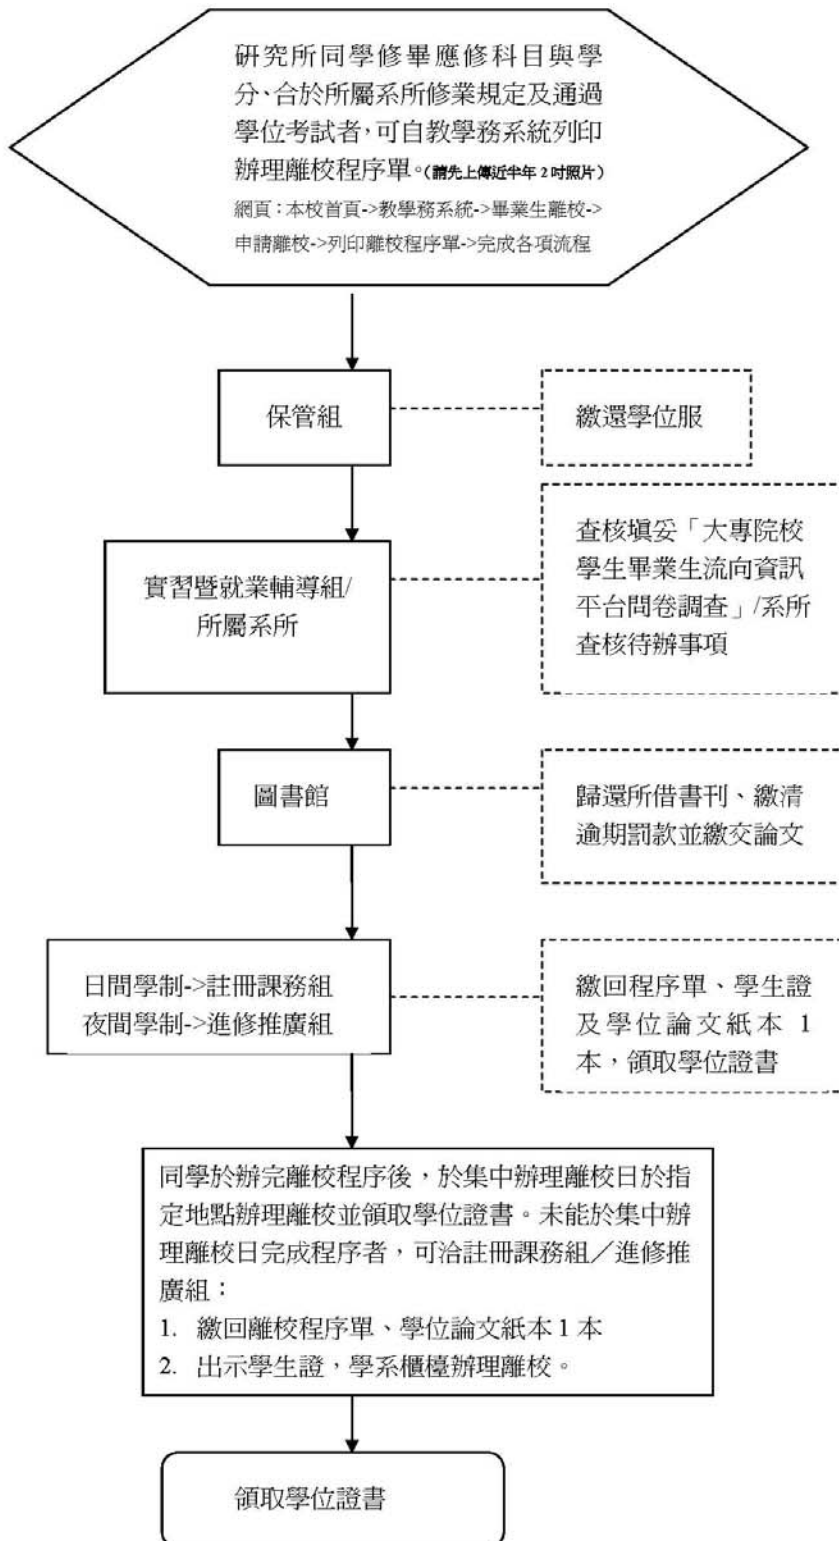 研究所同學修畢應修科目與學
分、合於所屬系所修業規定及通過
學位考試者,可自教學務系統列印
辦理離校程序單。(請先上傳近半年2吋照片)
網頁:本校首頁->教學務系統->畢業生離校->
申請離校->列印離校程序單->完成各項流程
保管組
繳還學位服
實習暨就業輔導組/
所屬系所
查核填妥「大專院校
學生畢業生流向資訊
平台問卷調查」/系所
查核待辦事項
圖書館
歸還所借書刊、繳清
逾期罰款並繳交論文
日間學制->註冊課務組
夜間學制->進修推廣組
繳回程序單、學生證
及學位論文紙本 1
本,領取學位證書
同學於辦完離校程序後,於集中辦理離校日於指
定地點辦理離校並領取學位證書。未能於集中辦
理離校日完成程序者,可洽註冊課務組/進修推
廣組:
1. 繳回離校程序單、學位論文紙本1本
2. 出示學生證,學系櫃檯辦理離校。
領取學位證書